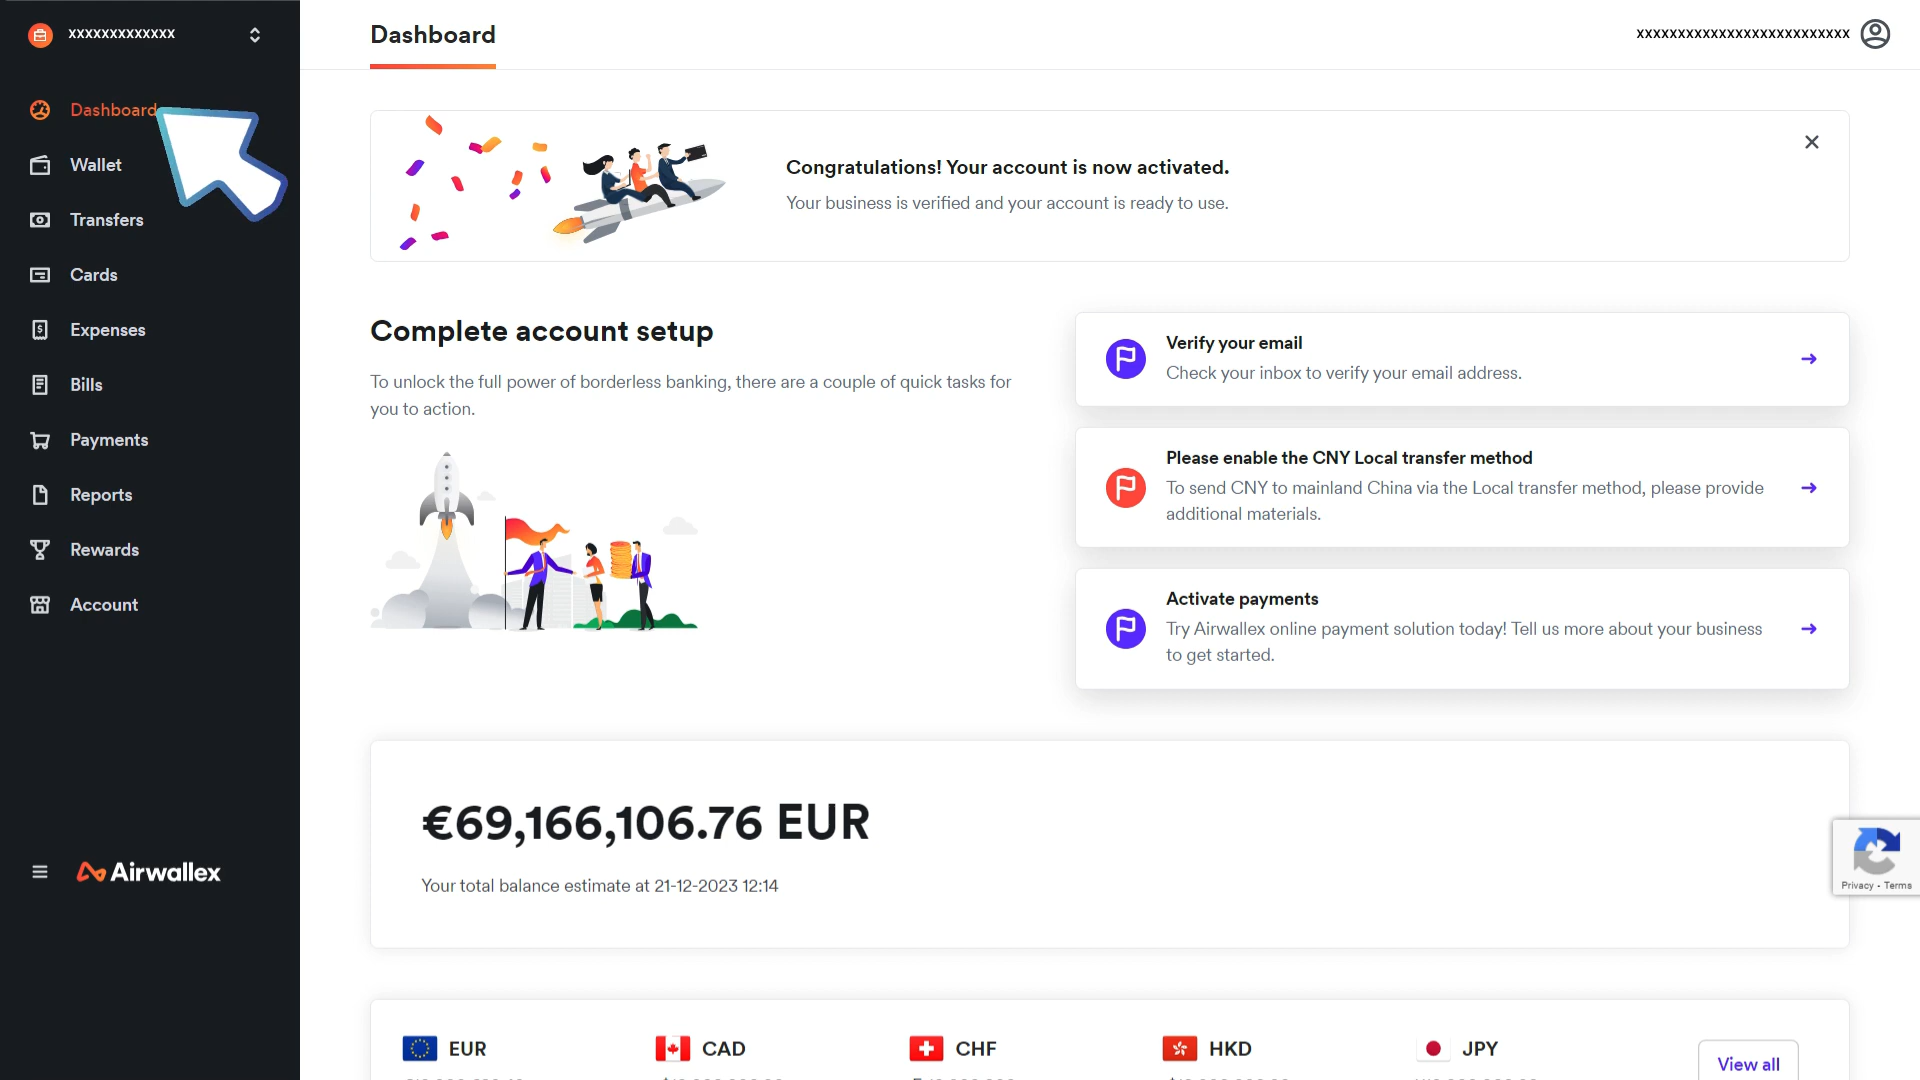 xxxxxxxxxxxxx
Dashboard
xxxxxxxxxxxxxxxxxxxxxxxxxx
Dashboard
Wallet
Transfers
Cards
Expenses
Bills
Payments
Reports
Rewards
Account
Airwallex
Congratulations! Your account is now activated.
Your business is verified and your account is ready to use.
Complete account setup
To unlock the full power of borderless banking, there are a couple of quick tasks for
you to action.
Verify your email
Check your inbox to verify your email address.
Please enable the CNY Local transfer method
To send CNY to mainland China via the Local transfer method, please provide
additional materials.
Activate payments
Try Airwallex online payment solution today! Tell us more about your business
to get started.
€69,166,106.76 EUR
Your total balance estimate at 21-12-2023 12:14
Privacy - Terms
EUR
CAD
CHF
HKD
JPY
View all